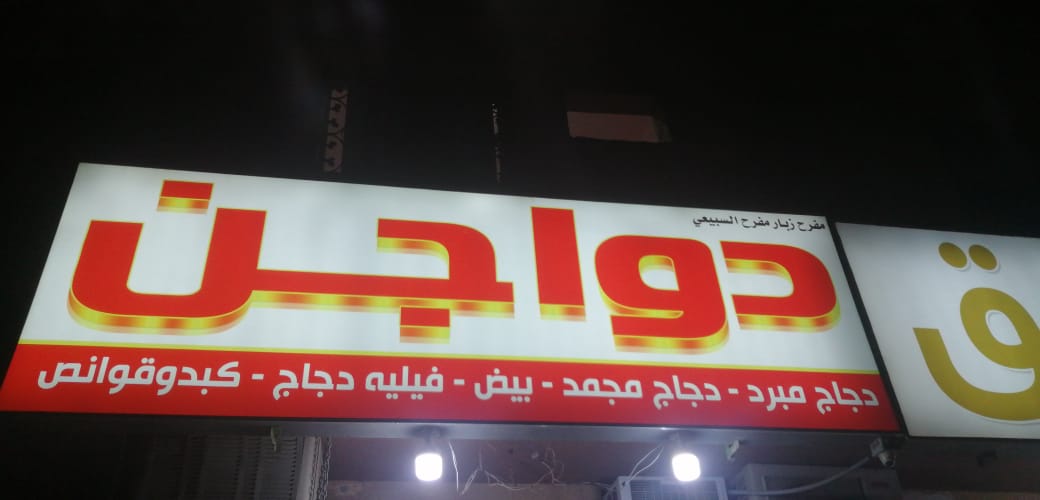 مفرح زبار مفرح السبيعي
دواجن
دجاج مبرد - دجاج مجمد - بيض - فيليه دجاج - كبدوقوانص
ق